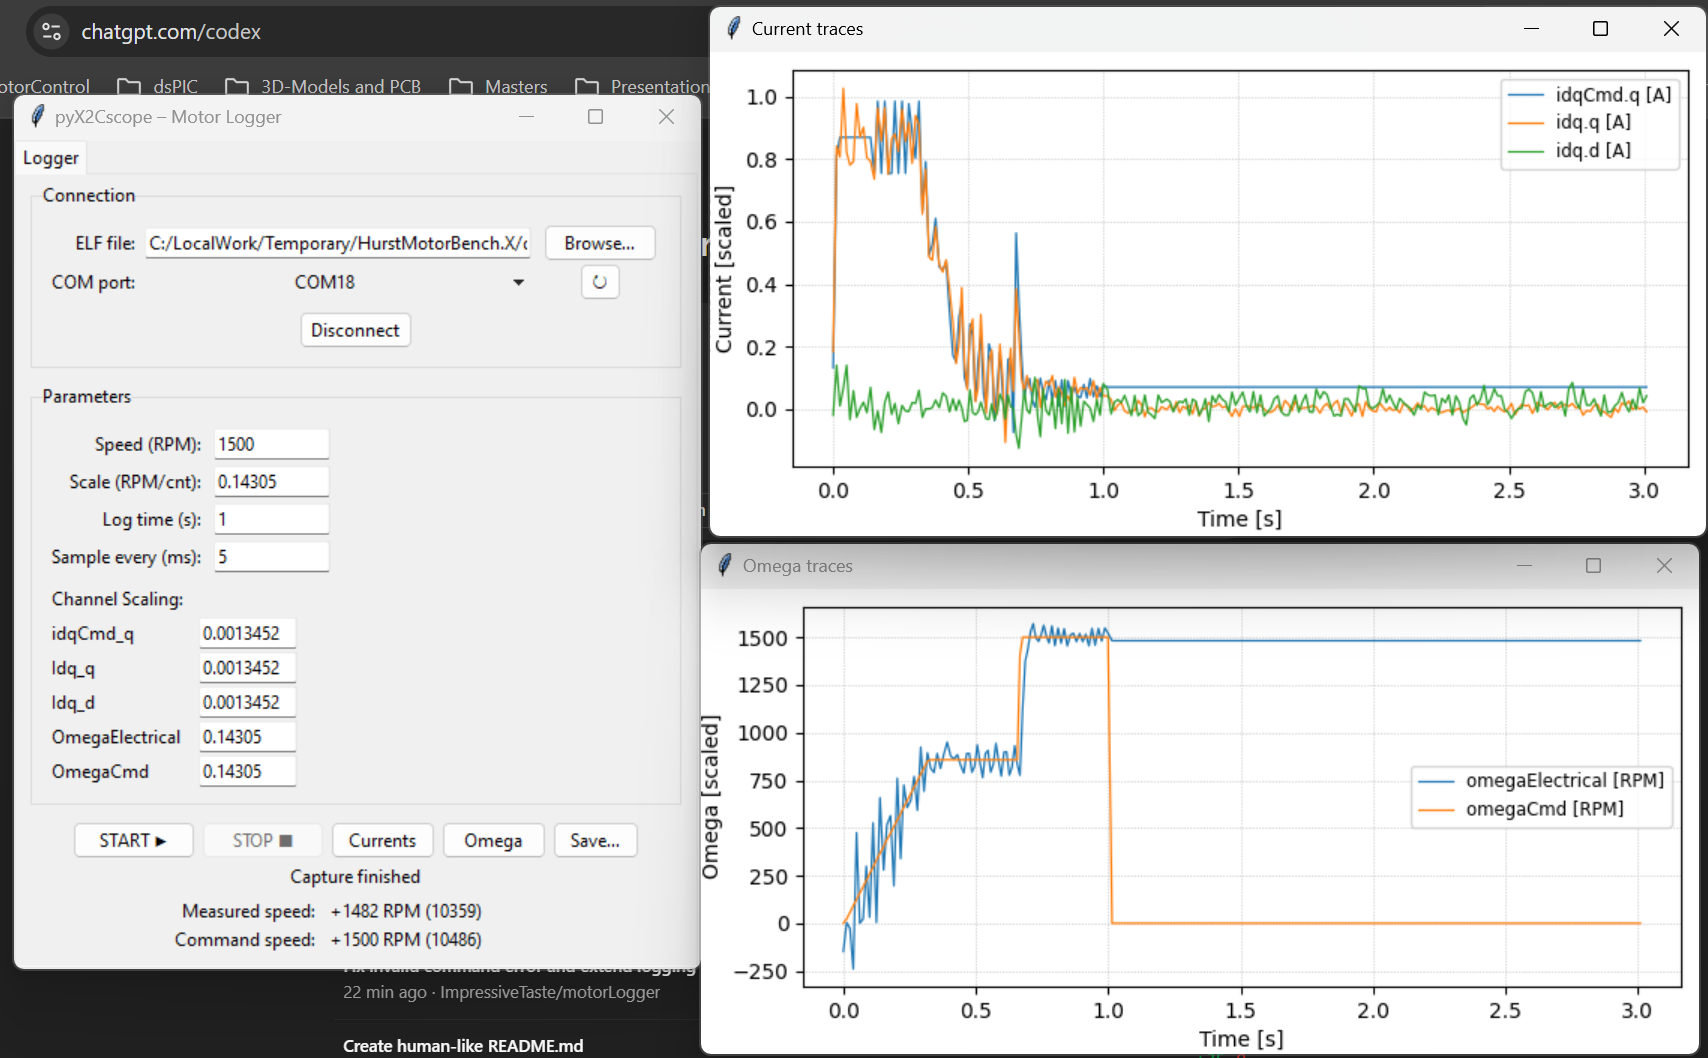 chatgpt.com/codex
otorControl dsPIC 3D-Models and PCB Masters Presentation
pyX2Cscope – Motor Logger
Logger
Connection
ELF file: C:/LocalWork/Temporary/HurstMotorBench.X/ Browse...
COM port: COM18
Disconnect
Parameters
Speed (RPM): 1500
Scale (RPM/cnt): 0.14305
Log time (s): 1
Sample every (ms): 5
Channel Scaling:
idqCmd_q 0.0013452
Idq_q 0.0013452
Idq_d 0.0013452
OmegaElectrical 0.14305
OmegaCmd 0.14305
START ▶ STOP ■ Currents Omega Save...
Capture finished
Measured speed: +1482 RPM (10359)
Command speed: +1500 RPM (10486)
Fix invalid command error and extend logging
22 min ago · ImpressiveTaste/motorLogger
Create human-like README.md
Current traces
Current [scaled]
1.0
0.8
0.6
0.4
0.2
0.0
0.0 0.5 1.0 1.5 2.0 2.5 3.0
Time [s]
idqCmd.q [A]
idq.q [A]
idq.d [A]
Omega traces
Omega [scaled]
1500
1250
1000
750
500
250
0
−250
0.0 0.5 1.0 1.5 2.0 2.5 3.0
Time [s]
omegaElectrical [RPM]
omegaCmd [RPM]